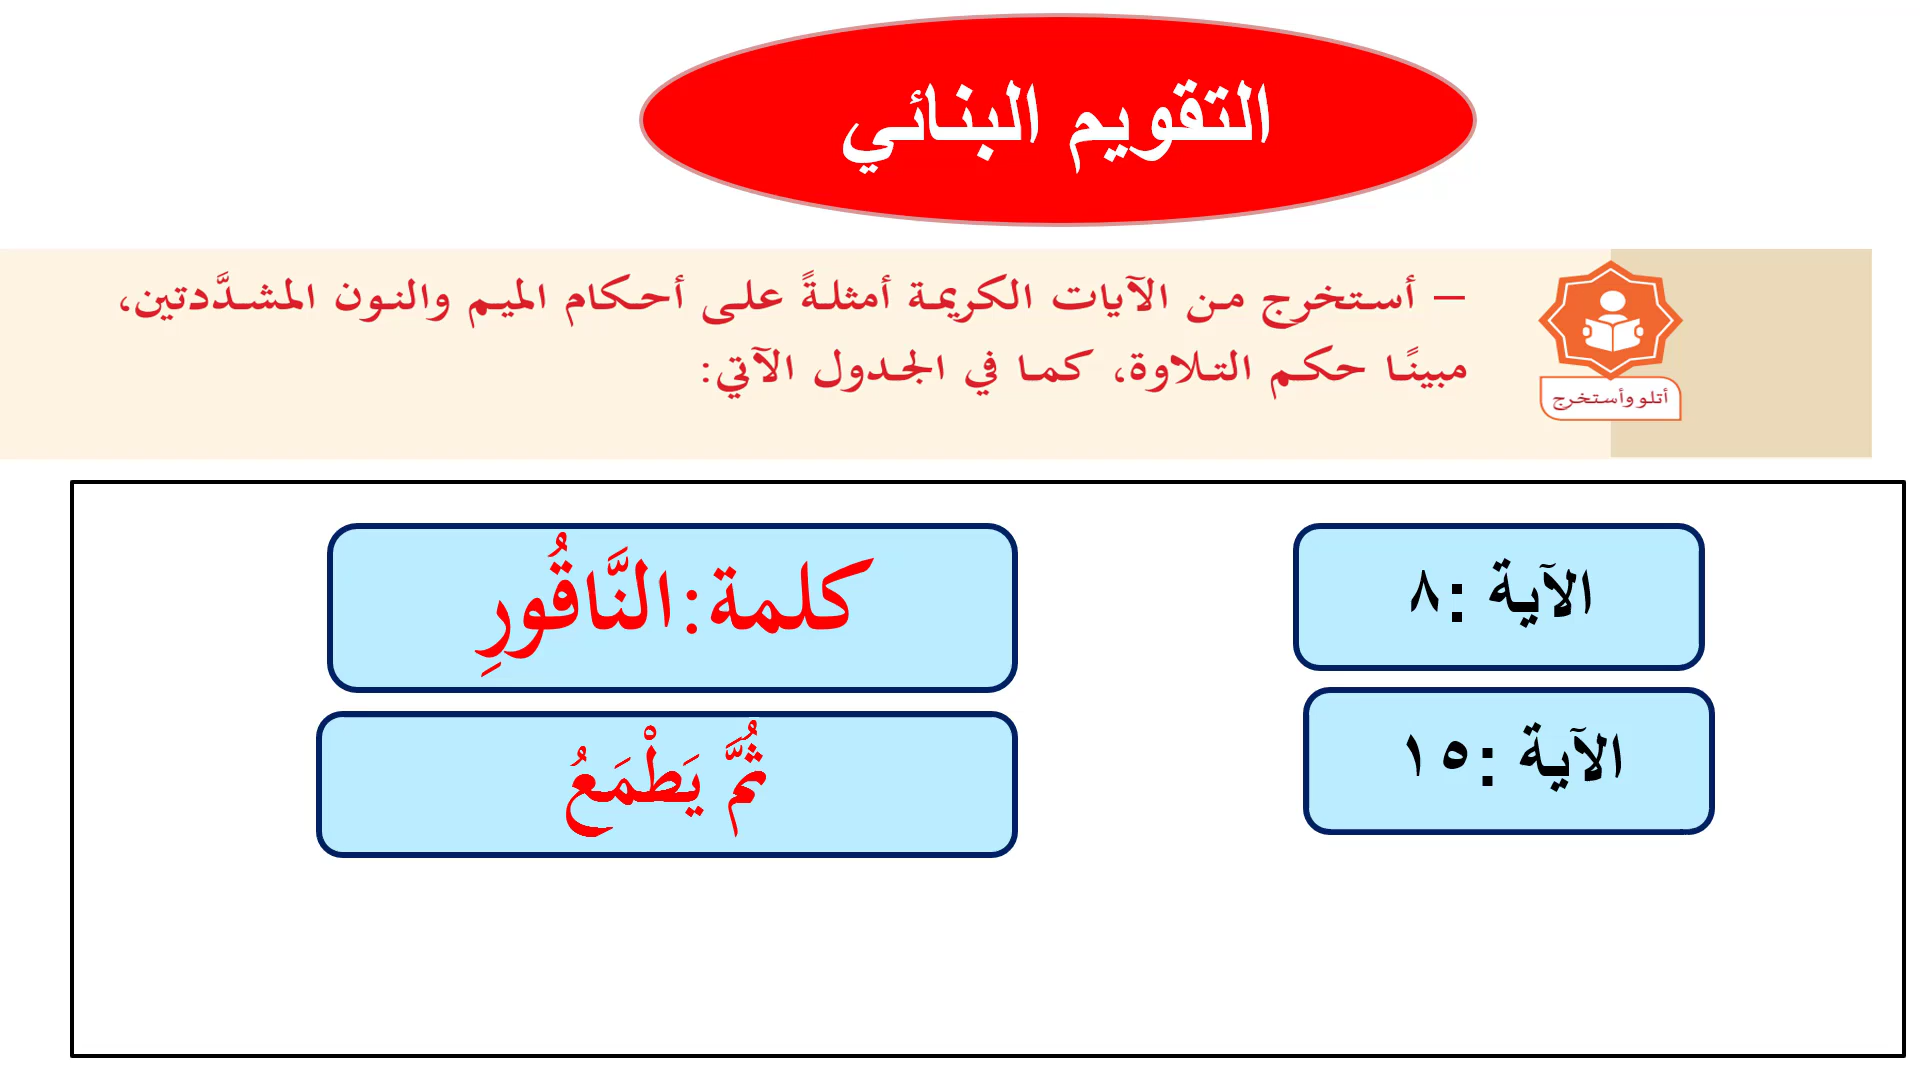 التقويم البنائي
– أستخرج من الآيات الكريمة أمثلةً على أحكام الميم والنون المشدَّدتين،
مبينًا حكم التلاوة، كما في الجدول الآتي:
أتلو وأستخرج
الآية :٨
كلمة:النَّاقُورِ
الآية :١٥
ثُمَّ يَطْمَعُ